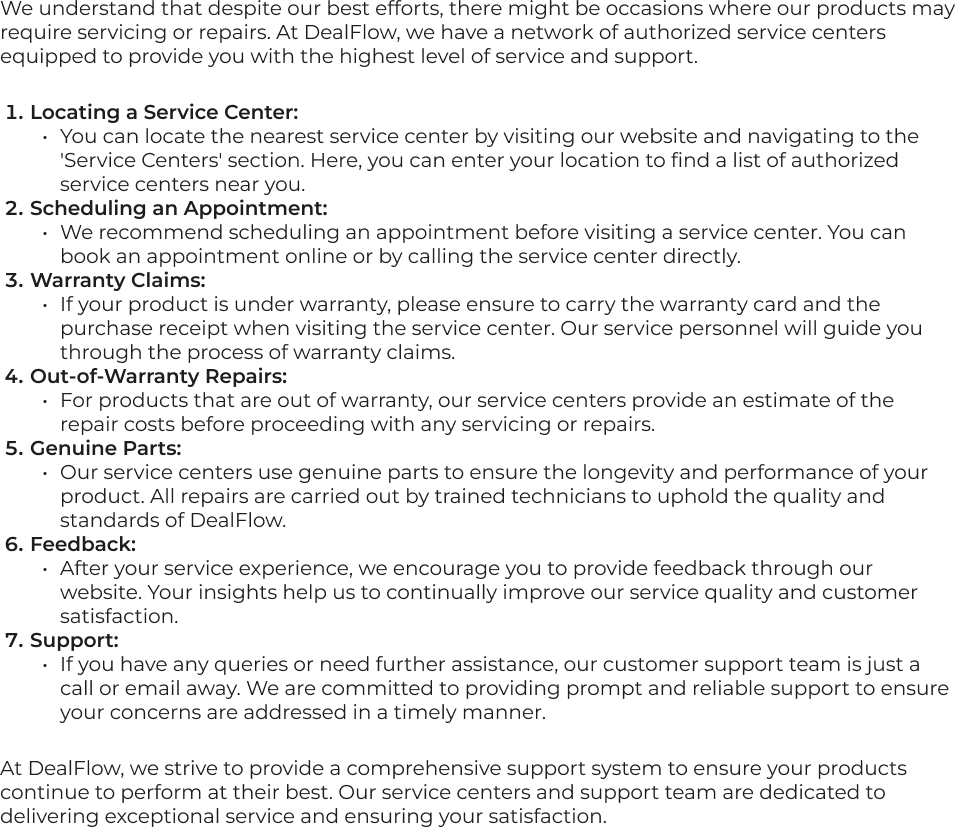 We understand that despite our best efforts, there might be occasions where our products may
require servicing or repairs. At DealFlow, we have a network of authorized service centers
equipped to provide you with the highest level of service and support.
1. Locating a Service Center:
• You can locate the nearest service center by visiting our website and navigating to the
'Service Centers' section. Here, you can enter your location to find a list of authorized
service centers near you.
2. Scheduling an Appointment:
• We recommend scheduling an appointment before visiting a service center. You can
book an appointment online or by calling the service center directly.
3. Warranty Claims:
• If your product is under warranty, please ensure to carry the warranty card and the
purchase receipt when visiting the service center. Our service personnel will guide you
through the process of warranty claims.
4. Out-of-Warranty Repairs:
• For products that are out of warranty, our service centers provide an estimate of the
repair costs before proceeding with any servicing or repairs.
5. Genuine Parts:
• Our service centers use genuine parts to ensure the longevity and performance of your
product. All repairs are carried out by trained technicians to uphold the quality and
standards of DealFlow.
6. Feedback:
• After your service experience, we encourage you to provide feedback through our
website. Your insights help us to continually improve our service quality and customer
satisfaction.
7. Support:
• If you have any queries or need further assistance, our customer support team is just a
call or email away. We are committed to providing prompt and reliable support to ensure
your concerns are addressed in a timely manner.
At DealFlow, we strive to provide a comprehensive support system to ensure your products
continue to perform at their best. Our service centers and support team are dedicated to
delivering exceptional service and ensuring your satisfaction.